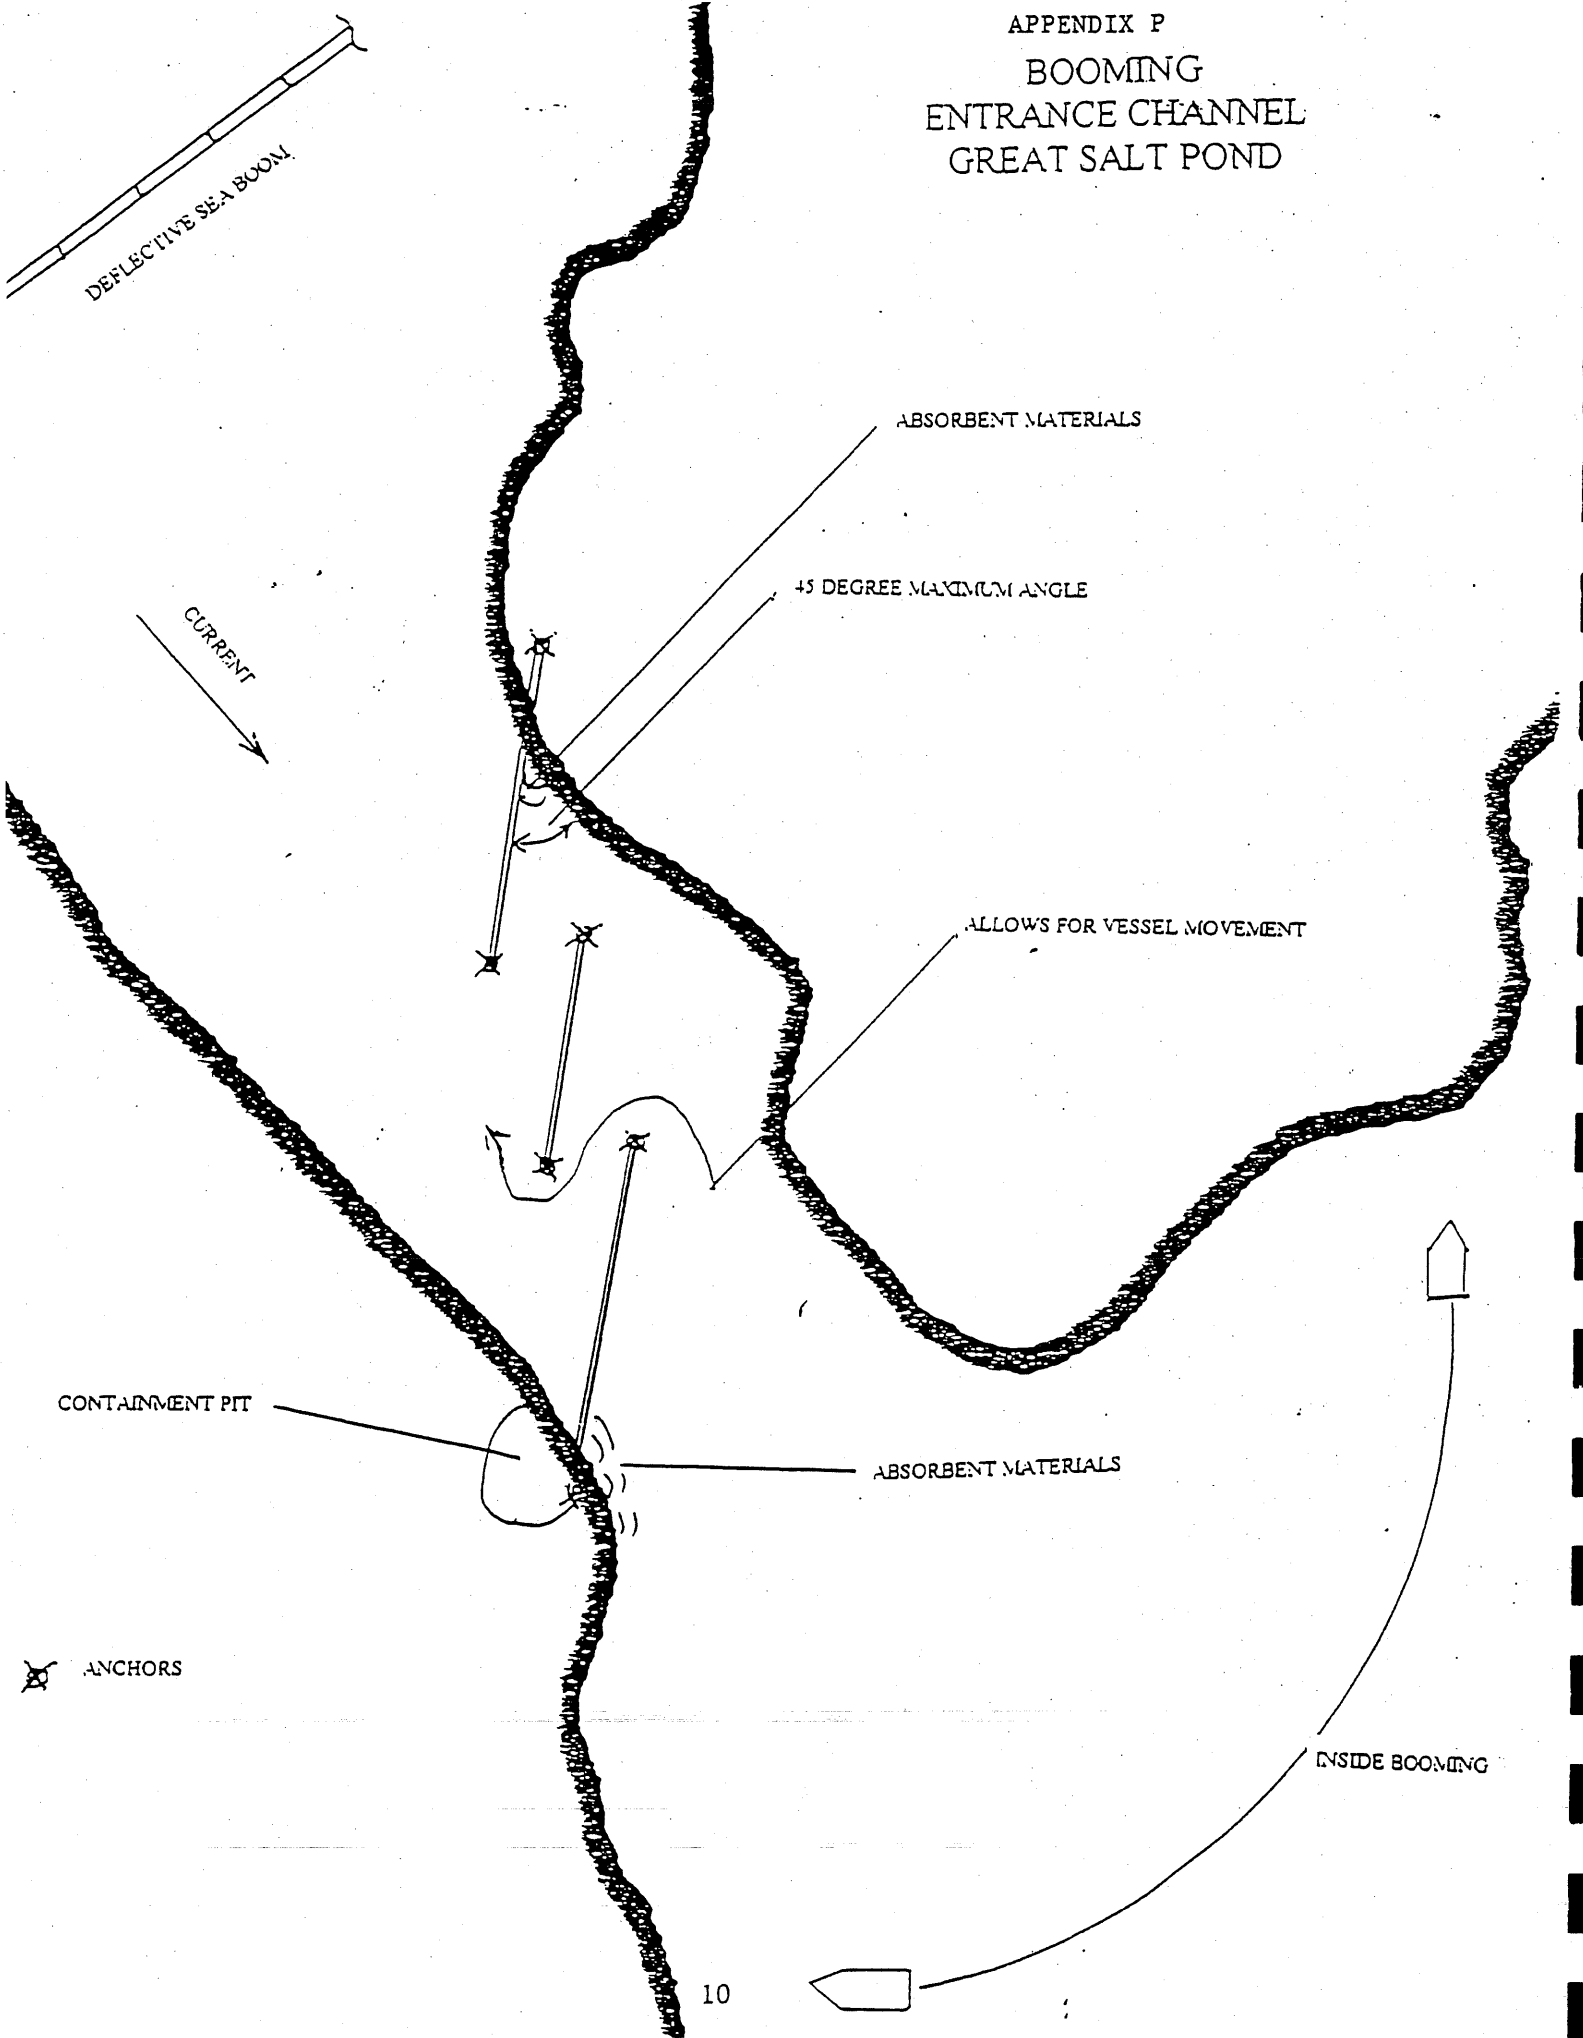 APPENDIX P
BOOMING
ENTRANCE CHANNEL
GREAT SALT POND
DEFLECTIVE SEA BOOM
ABSORBENT MATERIALS
45 DEGREE MAXIMUM ANGLE
CURRENT
ALLOWS FOR VESSEL MOVEMENT
CONTAINMENT PIT
ABSORBENT MATERIALS
ANCHORS
INSIDE BOOMING
10